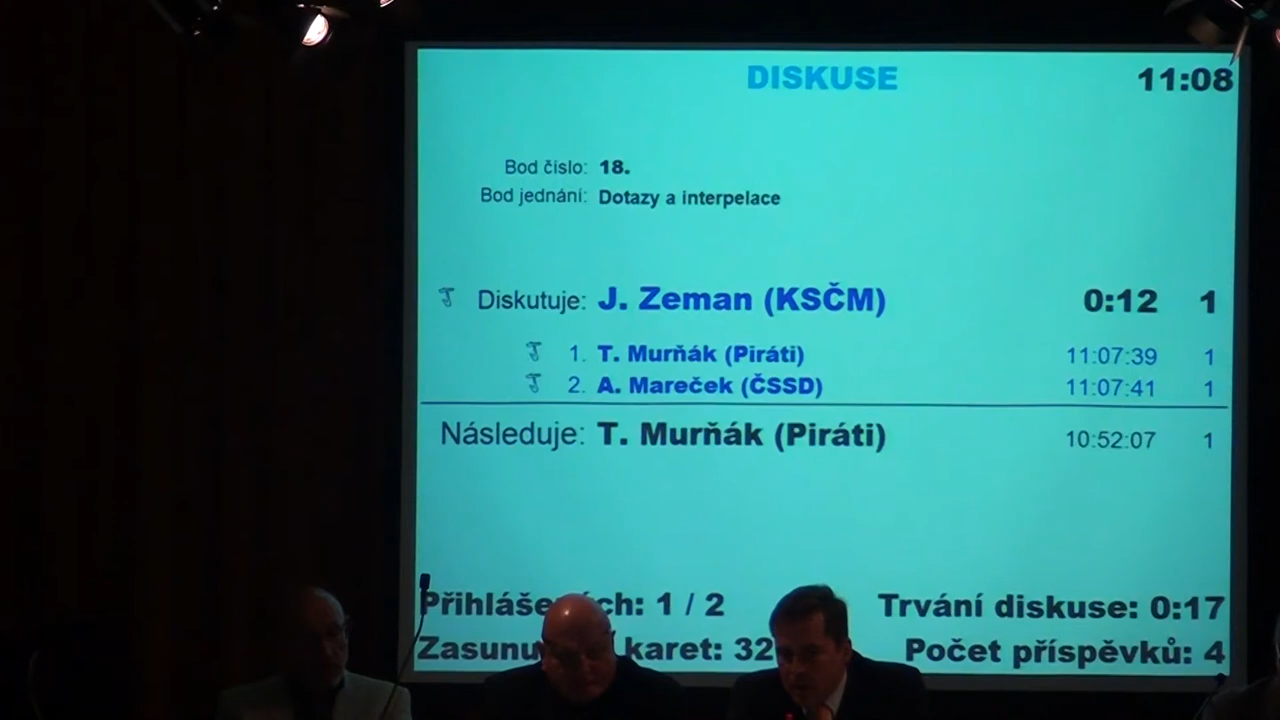 DISKUSE 11:08
Bod číslo: 18.
Bod jednání: Dotazy a interpelace
Diskutuje: J. Zeman (KSČM) 0:12 1
1. T. Murňák (Piráti) 11:07:39 1
2. A. Mareček (ČSSD) 11:07:41 1
Následuje: T. Murňák (Piráti) 10:52:07 1
1 / 2 Trvání diskuse: 0:17
karet: 32 Počet příspěvků: 4